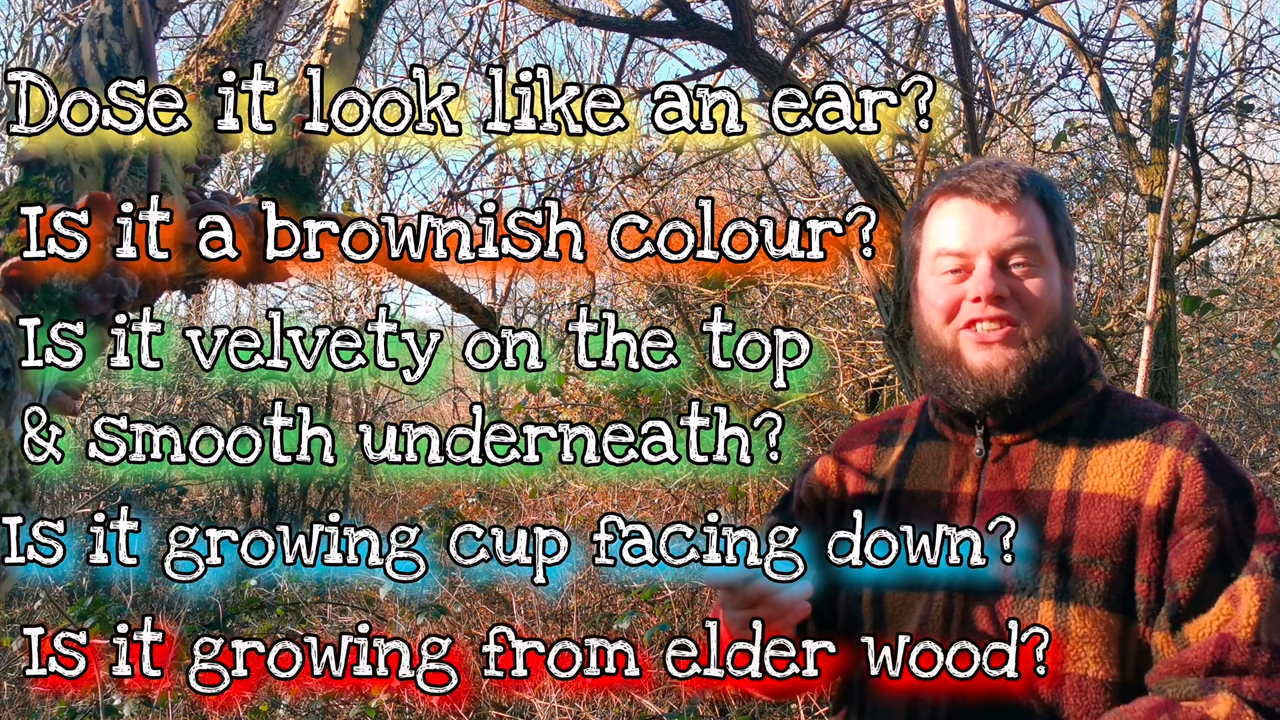 Dose it look like an ear?
Is it a brownish colour?
Is it velvety on the top
& smooth underneath?
Is it growing cup facing down?
Is it growing from elder wood?